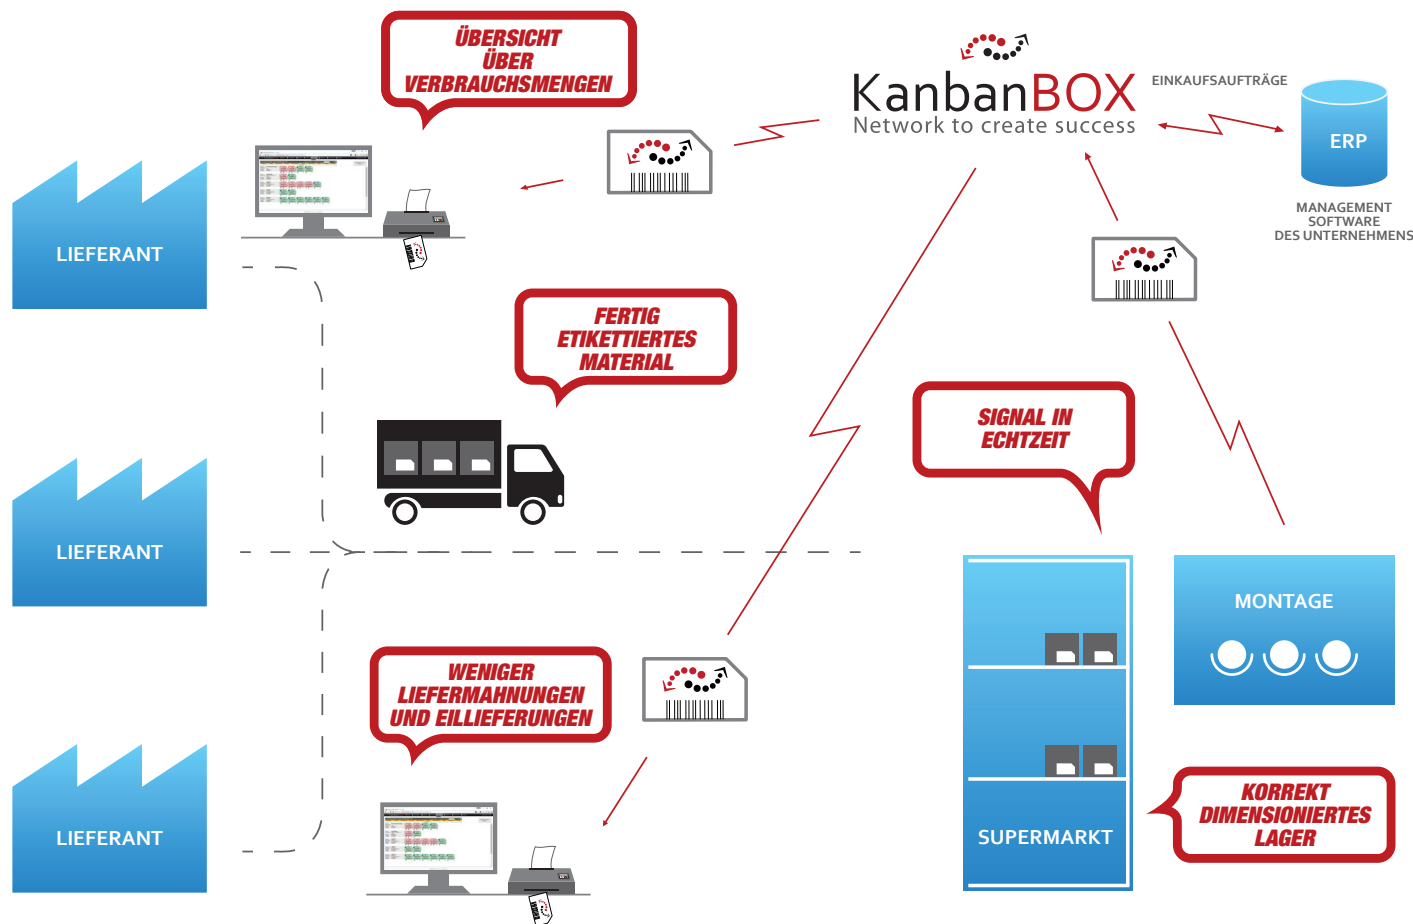 ÜBERSICHT
ÜBER
VERBRAUCHSMENGEN
KanbanBOX
Network to create success
EINKAUFSAUFTRÄGE
ERP
MANAGEMENT
SOFTWARE
DES UNTERNEHMENS
LIEFERANT
FERTIG
ETIKETTIERTES
MATERIAL
SIGNAL IN
ECHTZEIT
LIEFERANT
MONTAGE
WENIGER
LIEFERMAHNUNGEN
UND EILLIEFERUNGEN
KORREKT
DIMENSIONIERTES
LAGER
SUPERMARKT
LIEFERANT